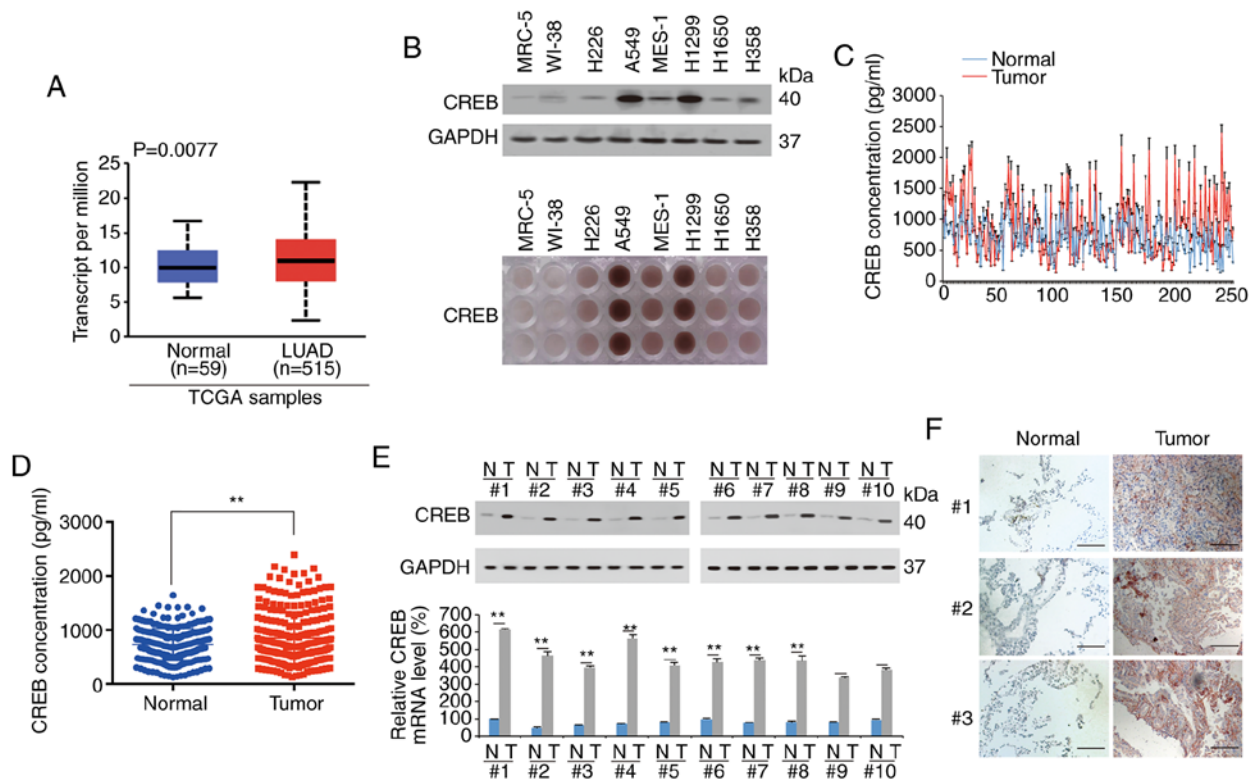 A
P=0.0077
Transcript per million
25
20
15
10
5
0
Normal
(n=59)
LUAD
(n=515)
TCGA samples
B
MRC-5 WI-38 H226 A549 MES-1 H1299 H1650 H358
kDa
CREB 40
GAPDH 37
MRC-5 WI-38 H226 A549 MES-1 H1299 H1650 H358
CREB
C
Normal
Tumor
CREB concentration (pg/ml)
3000
2500
2000
1500
1000
500
0
0 50 100 150 200 250
D
**
CREB concentration (pg/ml)
3000
2000
1000
0
Normal Tumor
E
N T N T N T N T N T N T N T N T N T N T
#1 #2 #3 #4 #5 #6 #7 #8 #9 #10
kDa
CREB 40
GAPDH 37
Relative CREB
mRNA level (%)
700
600
500
400
300
200
100
0
** ** ** ** ** ** ** **
N T N T N T N T N T N T N T N T N T N T
#1 #2 #3 #4 #5 #6 #7 #8 #9 #10
F
Normal Tumor
#1
#2
#3